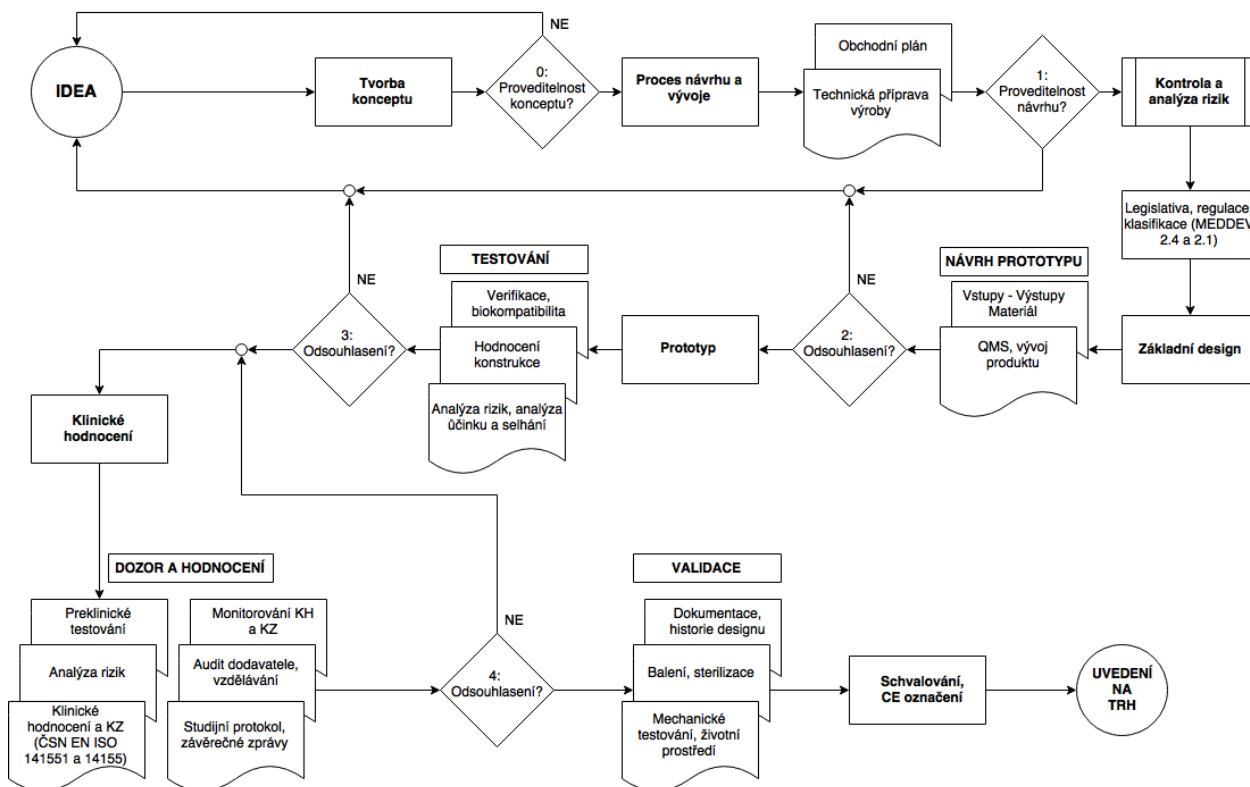 NE
IDEA
Tvorba
konceptu
0:
Proveditelnost
konceptu?
Proces návrhu a
vývoje
Obchodní plán
Technická příprava
výroby
1:
Proveditelnost
návrhu?
Kontrola a
analýza rizik
Legislativa, regulace,
klasifikace (MEDDEV
2.4 a 2.1)
TESTOVÁNÍ
NÁVRH PROTOTYPU
NE
NE
Verifikace,
biokompatibilita
Hodnocení
konstrukce
Analýza rizik, analýza
účinku a selhání
3:
Odsouhlasení?
Prototyp
2:
Odsouhlasení?
Vstupy - Výstupy
Materiál
QMS, vývoj
produktu
Základní design
Klinické
hodnocení
DOZOR A HODNOCENÍ
VALIDACE
NE
Preklinické
testování
Analýza rizik
Klinické
hodnocení a KZ
(ČSN EN ISO
141551 a 14155)
Monitorování KH
a KZ
Audit dodavatele,
vzdělávání
Studijní protokol,
závěrečné zprávy
4:
Odsouhlasení?
Dokumentace,
historie designu
Balení, sterilizace
Mechanické
testování, životní
prostředí
Schvalování,
CE označení
UVEDENÍ
NA
TRH